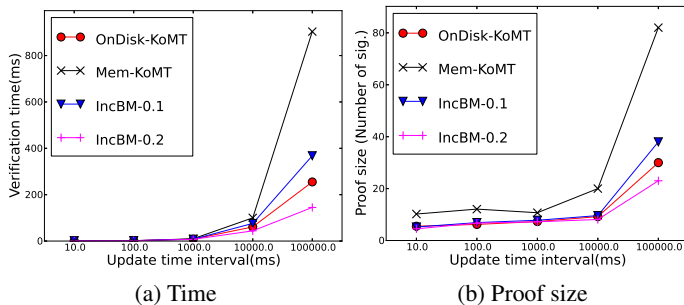 800
600
400
200
0
10.0
100.0
1000.0
10000.0
100000.0
Verification time(ms)
Update time interval(ms)
OnDisk-KoMT
Mem-KoMT
IncBM-0.1
IncBM-0.2
(a) Time
80
60
40
20
0
10.0
100.0
1000.0
10000.0
100000.0
Proof size (Number of sig.)
Update time interval(ms)
OnDisk-KoMT
Mem-KoMT
IncBM-0.1
IncBM-0.2
(b) Proof size